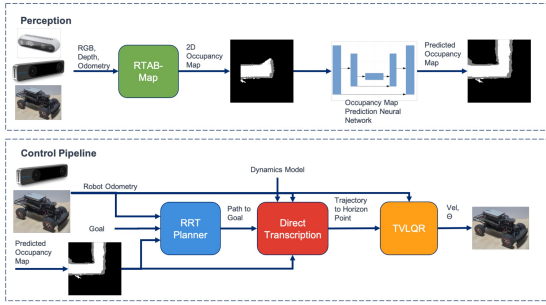 Perception
RGB,
Depth,
Odometry
RTAB-
Map
2D
Occupancy
Map
Occupancy Map
Prediction Neural
Network
Predicted
Occupancy
Map
Control Pipeline
Dynamics Model
Robot Odometry
Goal
Predicted
Occupancy
Map
RRT
Planner
Path to
Goal
Direct
Transcription
Trajectory
to Horizon
Point
TVLQR
Vel,
Θ